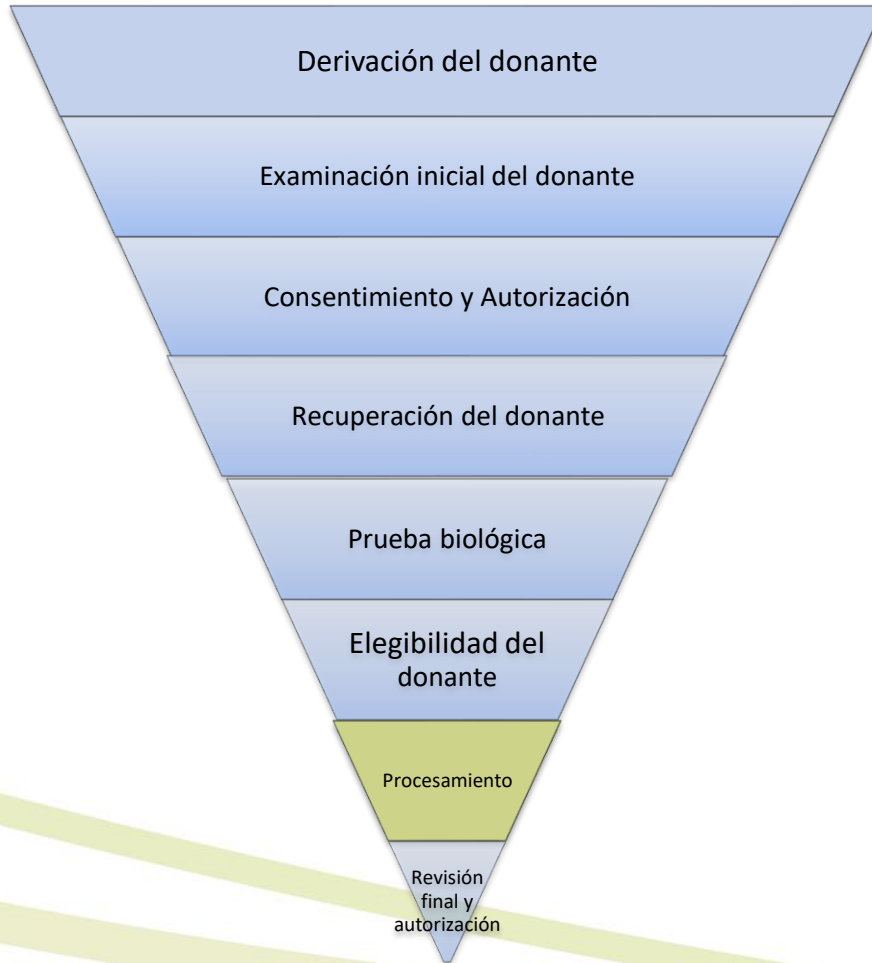 Derivación del donante
Examinación inicial del donante
Consentimiento y Autorización
Recuperación del donante
Prueba biológica
Elegibilidad del
donante
Procesamiento
Revisión
final y
autorización